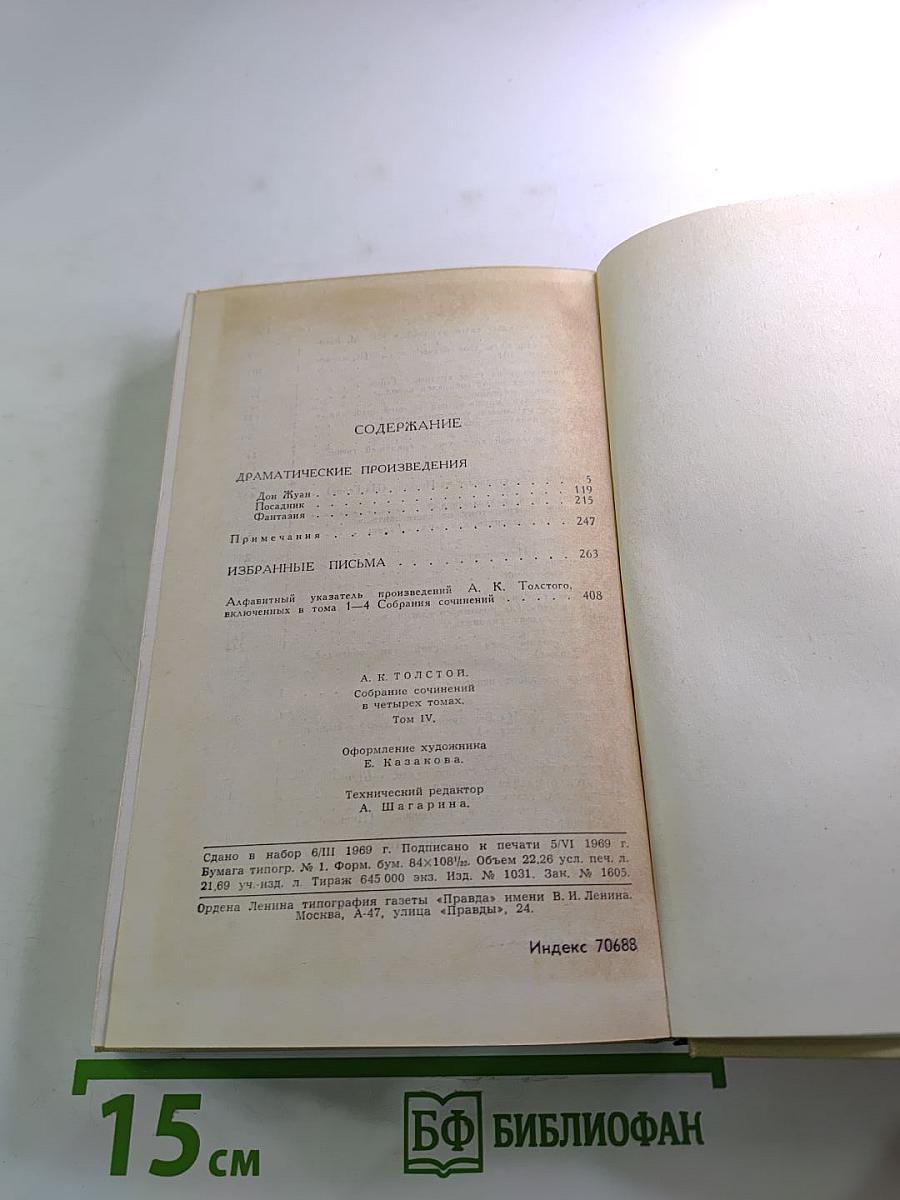 СОДЕРЖАНИЕ
ДРАМАТИЧЕСКИЕ ПРОИЗВЕДЕНИЯ
Дон Жуан . . . . . . . . . . . . . . . . . 5
Посадник . . . . . . . . . . . . . . . . . 119
Фантазия . . . . . . . . . . . . . . . . . 215
Примечания . . . . . . . . . . . . . . . 247
ИЗБРАННЫЕ ПИСЬМА . . . . . . . . . . . . 263
Алфавитный указатель произведений А. К. Толстого,
включенных в тома 1—4 Собрания сочинений . . . . . 408
А. К. ТОЛСТОЙ.
Собрание сочинений
в четырех томах.
Том IV.
Оформление художника
Е. Казакова.
Технический редактор
А. Шагарина.
Сдано в набор 6/III 1969 г. Подписано к печати 5/VI 1969 г.
Бумага типогр. № 1. Форм. бум. 84×108¹/₃₂. Объем 22,26 усл. печ. л.
21,69 уч.-изд. л. Тираж 645 000 экз. Изд. № 1031. Зак. № 1605.
Ордена Ленина типография газеты «Правда» имени В. И. Ленина.
Москва, А-47, улица «Правды», 24.
Индекс 70688
15 см
БФ БИБЛИОФАН